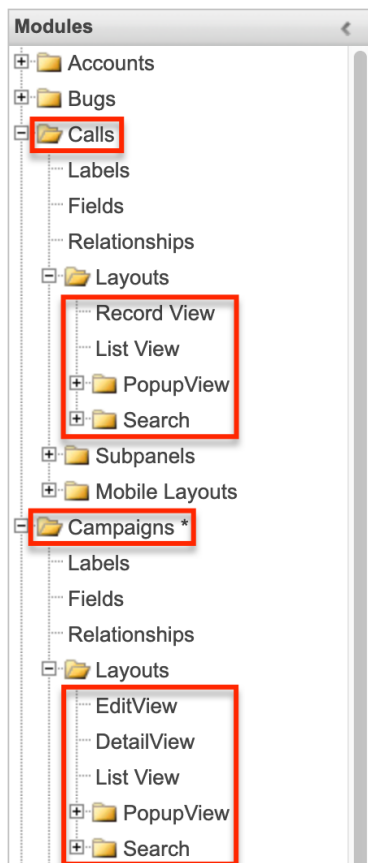 Modules
Accounts
Bugs
Calls
Labels
Fields
Relationships
Layouts
Record View
List View
PopupView
Search
Subpanels
Mobile Layouts
Campaigns *
Labels
Fields
Relationships
Layouts
EditView
DetailView
List View
PopupView
Search